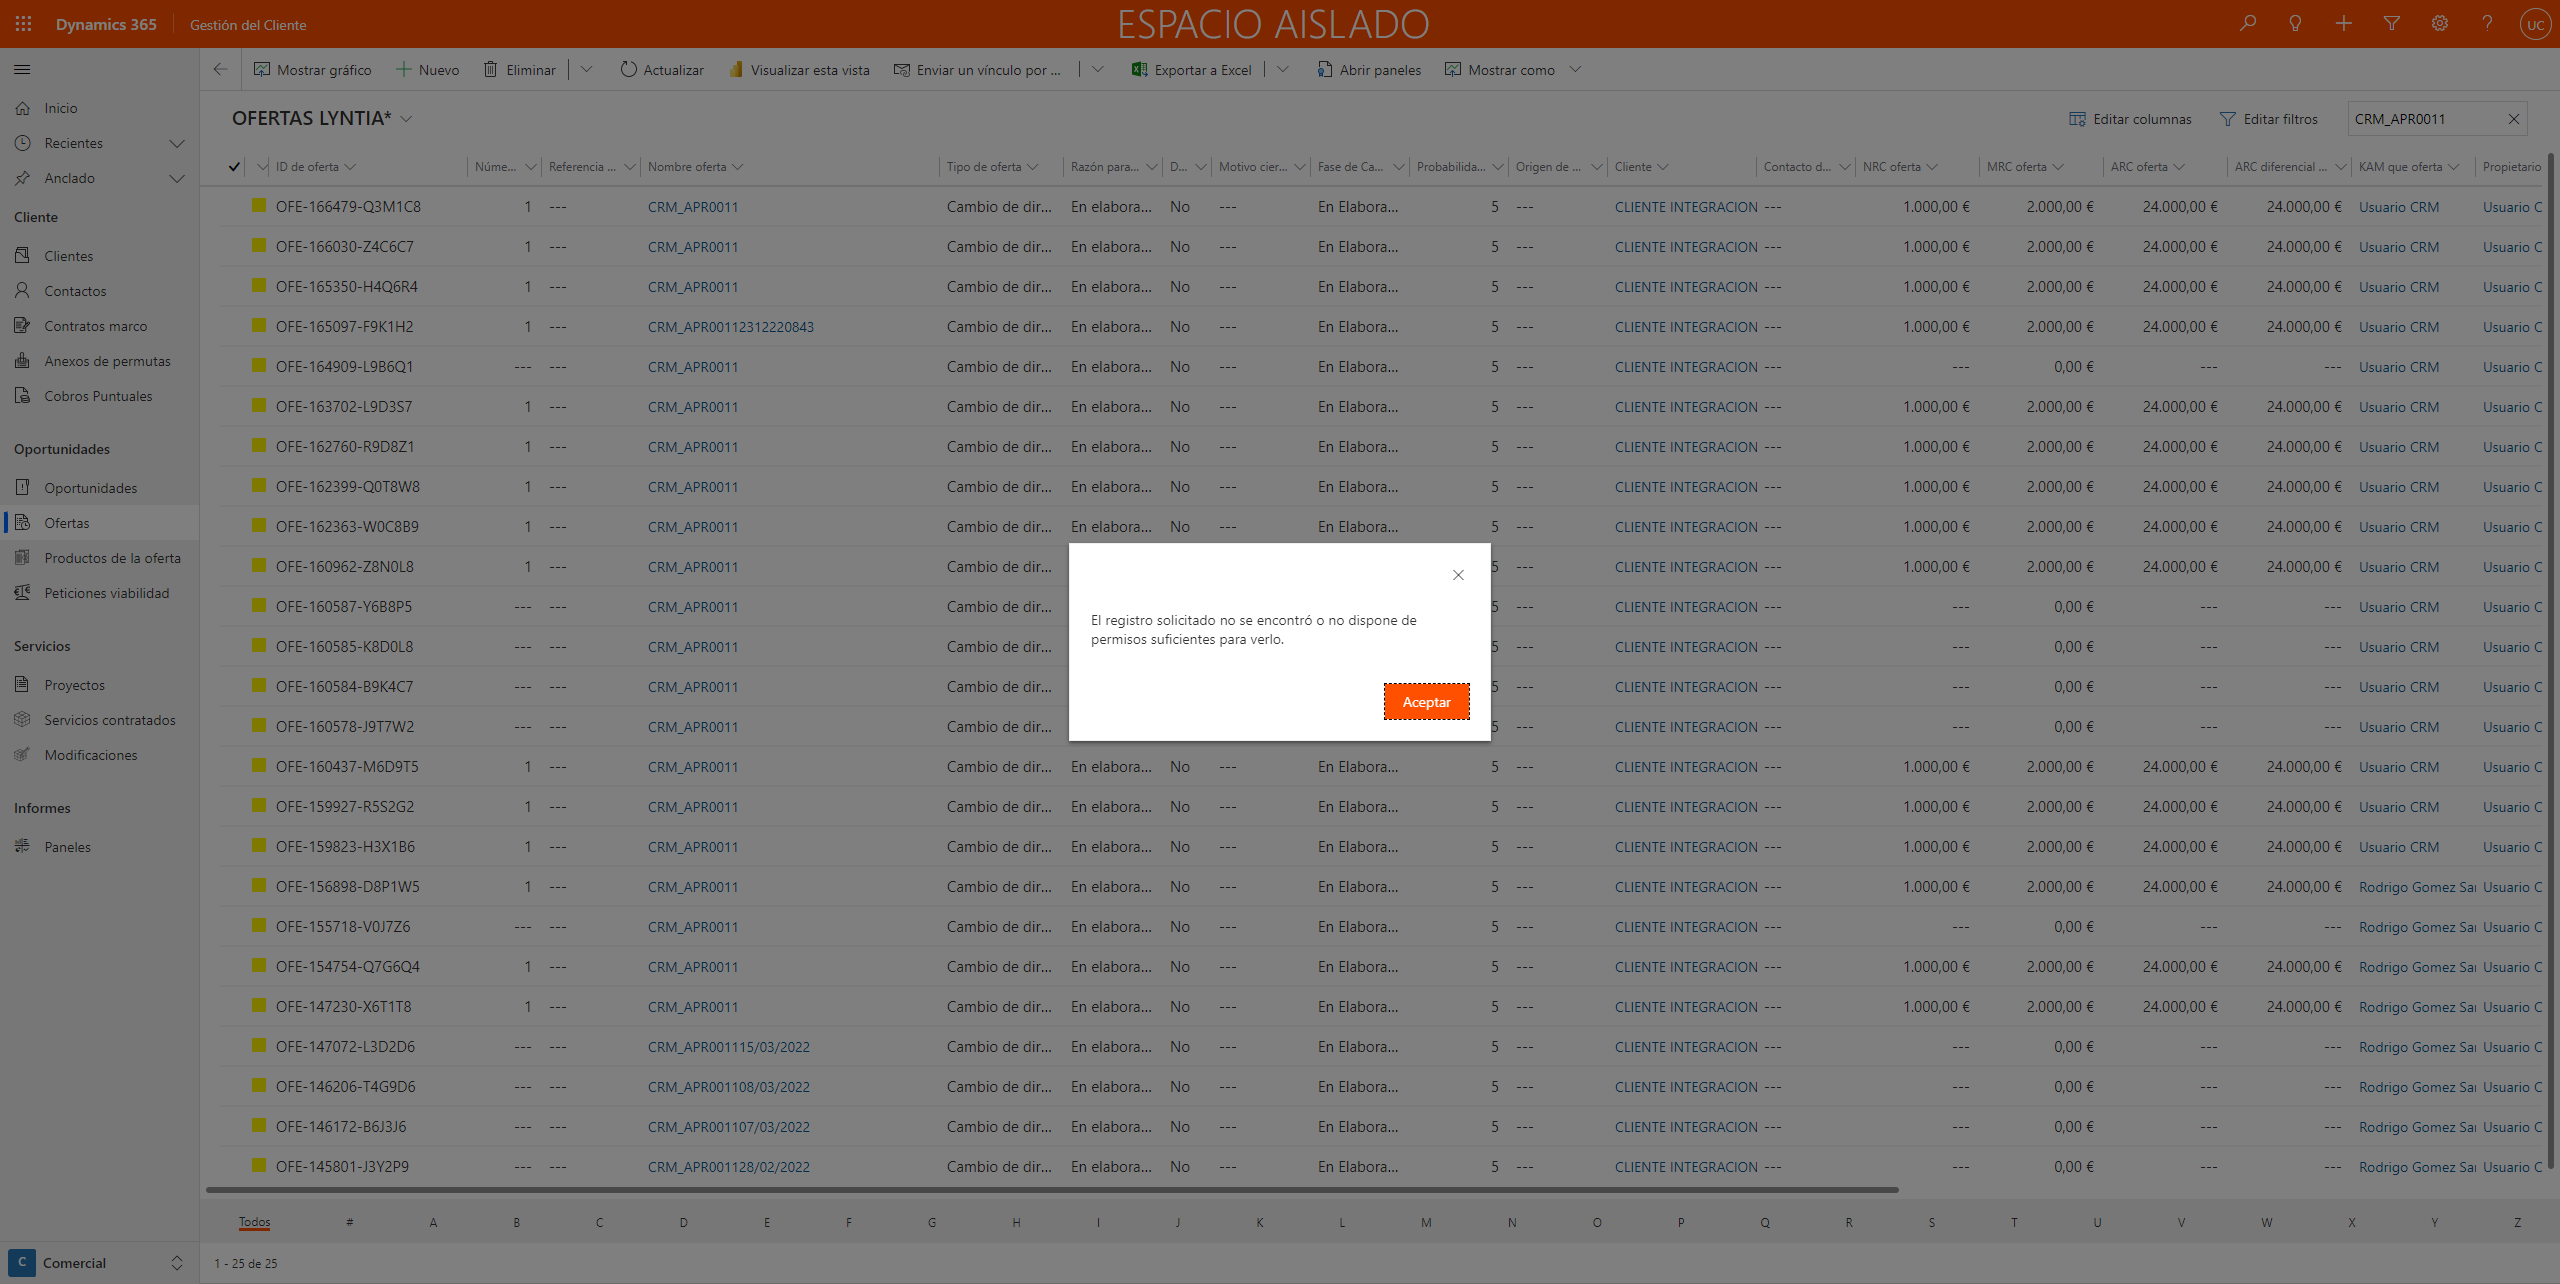 Dynamics 365
Gestión del Cliente
ESPACIO AISLADO
UC
Mostrar gráfico
Nuevo
Eliminar
Actualizar
Visualizar esta vista
Enviar un vínculo por ...
Exportar a Excel
Abrir paneles
Mostrar como
Inicio
Recientes
Anclado
Cliente
Clientes
Contactos
Contratos marco
Anexos de permutas
Cobros Puntuales
Oportunidades
Oportunidades
Ofertas
Productos de la oferta
Peticiones viabilidad
Servicios
Proyectos
Servicios contratados
Modificaciones
Informes
Paneles
C Comercial
OFERTAS LYNTIA*
Editar columnas
Editar filtros
CRM_APR0011
ID de oferta Núme... Referencia ... Nombre oferta Tipo de oferta Razón para... D... Motivo cier... Fase de Ca... Probabilida... Origen de ... Cliente Contacto d... NRC oferta MRC oferta ARC oferta ARC diferencial ... KAM que oferta Propietario
OFE-166479-Q3M1C8 1 --- CRM_APR0011 Cambio de dir... En elabora... No --- En Elabora... 5 --- CLIENTE INTEGRACION --- 1.000,00 € 2.000,00 € 24.000,00 € 24.000,00 € Usuario CRM Usuario C
OFE-166030-Z4C6C7 1 --- CRM_APR0011 Cambio de dir... En elabora... No --- En Elabora... 5 --- CLIENTE INTEGRACION --- 1.000,00 € 2.000,00 € 24.000,00 € 24.000,00 € Usuario CRM Usuario C
OFE-165350-H4Q6R4 1 --- CRM_APR0011 Cambio de dir... En elabora... No --- En Elabora... 5 --- CLIENTE INTEGRACION --- 1.000,00 € 2.000,00 € 24.000,00 € 24.000,00 € Usuario CRM Usuario C
OFE-165097-F9K1H2 1 --- CRM_APR00112312220843 Cambio de dir... En elabora... No --- En Elabora... 5 --- CLIENTE INTEGRACION --- 1.000,00 € 2.000,00 € 24.000,00 € 24.000,00 € Usuario CRM Usuario C
OFE-164909-L9B6Q1 --- --- CRM_APR0011 Cambio de dir... En elabora... No --- En Elabora... 5 --- CLIENTE INTEGRACION --- --- 0,00 € --- --- Usuario CRM Usuario C
OFE-163702-L9D3S7 1 --- CRM_APR0011 Cambio de dir... En elabora... No --- En Elabora... 5 --- CLIENTE INTEGRACION --- 1.000,00 € 2.000,00 € 24.000,00 € 24.000,00 € Usuario CRM Usuario C
OFE-162760-R9D8Z1 1 --- CRM_APR0011 Cambio de dir... En elabora... No --- En Elabora... 5 --- CLIENTE INTEGRACION --- 1.000,00 € 2.000,00 € 24.000,00 € 24.000,00 € Usuario CRM Usuario C
OFE-162399-Q0T8W8 1 --- CRM_APR0011 Cambio de dir... En elabora... No --- En Elabora... 5 --- CLIENTE INTEGRACION --- 1.000,00 € 2.000,00 € 24.000,00 € 24.000,00 € Usuario CRM Usuario C
OFE-162363-W0C8B9 1 --- CRM_APR0011 Cambio de dir... En elabora... No --- En Elabora... 5 --- CLIENTE INTEGRACION --- 1.000,00 € 2.000,00 € 24.000,00 € 24.000,00 € Usuario CRM Usuario C
OFE-160962-Z8N0L8 1 --- CRM_APR0011 Cambio de dir... 5 --- CLIENTE INTEGRACION --- 1.000,00 € 2.000,00 € 24.000,00 € 24.000,00 € Usuario CRM Usuario C
OFE-160587-Y6B8P5 --- --- CRM_APR0011 Cambio de dir... 5 --- CLIENTE INTEGRACION --- --- 0,00 € --- --- Usuario CRM Usuario C
OFE-160585-K8D0L8 --- --- CRM_APR0011 Cambio de dir... 5 --- CLIENTE INTEGRACION --- --- 0,00 € --- --- Usuario CRM Usuario C
OFE-160584-B9K4C7 --- --- CRM_APR0011 Cambio de dir... 5 --- CLIENTE INTEGRACION --- --- 0,00 € --- --- Usuario CRM Usuario C
OFE-160578-J9T7W2 --- --- CRM_APR0011 Cambio de dir... 5 --- CLIENTE INTEGRACION --- --- 0,00 € --- --- Usuario CRM Usuario C
OFE-160437-M6D9T5 1 --- CRM_APR0011 Cambio de dir... En elabora... No --- En Elabora... 5 --- CLIENTE INTEGRACION --- 1.000,00 € 2.000,00 € 24.000,00 € 24.000,00 € Usuario CRM Usuario C
OFE-159927-R5S2G2 1 --- CRM_APR0011 Cambio de dir... En elabora... No --- En Elabora... 5 --- CLIENTE INTEGRACION --- 1.000,00 € 2.000,00 € 24.000,00 € 24.000,00 € Usuario CRM Usuario C
OFE-159823-H3X1B6 1 --- CRM_APR0011 Cambio de dir... En elabora... No --- En Elabora... 5 --- CLIENTE INTEGRACION --- 1.000,00 € 2.000,00 € 24.000,00 € 24.000,00 € Usuario CRM Usuario C
OFE-156898-D8P1W5 1 --- CRM_APR0011 Cambio de dir... En elabora... No --- En Elabora... 5 --- CLIENTE INTEGRACION --- 1.000,00 € 2.000,00 € 24.000,00 € 24.000,00 € Rodrigo Gomez Sa Usuario C
OFE-155718-V0J7Z6 --- --- CRM_APR0011 Cambio de dir... En elabora... No --- En Elabora... 5 --- CLIENTE INTEGRACION --- --- 0,00 € --- --- Rodrigo Gomez Sa Usuario C
OFE-154754-Q7G6Q4 1 --- CRM_APR0011 Cambio de dir... En elabora... No --- En Elabora... 5 --- CLIENTE INTEGRACION --- 1.000,00 € 2.000,00 € 24.000,00 € 24.000,00 € Rodrigo Gomez Sa Usuario C
OFE-147230-X6T1T8 1 --- CRM_APR0011 Cambio de dir... En elabora... No --- En Elabora... 5 --- CLIENTE INTEGRACION --- 1.000,00 € 2.000,00 € 24.000,00 € 24.000,00 € Rodrigo Gomez Sa Usuario C
OFE-147072-L3D2D6 --- --- CRM_APR001115/03/2022 Cambio de dir... En elabora... No --- En Elabora... 5 --- CLIENTE INTEGRACION --- --- 0,00 € --- --- Rodrigo Gomez Sa Usuario C
OFE-146206-T4G9D6 --- --- CRM_APR001108/03/2022 Cambio de dir... En elabora... No --- En Elabora... 5 --- CLIENTE INTEGRACION --- --- 0,00 € --- --- Rodrigo Gomez Sa Usuario C
OFE-146172-B6J3J6 --- --- CRM_APR001107/03/2022 Cambio de dir... En elabora... No --- En Elabora... 5 --- CLIENTE INTEGRACION --- --- 0,00 € --- --- Rodrigo Gomez Sa Usuario C
OFE-145801-J3Y2P9 --- --- CRM_APR001128/02/2022 Cambio de dir... En elabora... No --- En Elabora... 5 --- CLIENTE INTEGRACION --- --- 0,00 € --- --- Rodrigo Gomez Sa Usuario C
El registro solicitado no se encontró o no dispone de
permisos suficientes para verlo.
Aceptar
Todos # A B C D E F G H I J K L M N O P Q R S T U V W X Y Z
1 - 25 de 25